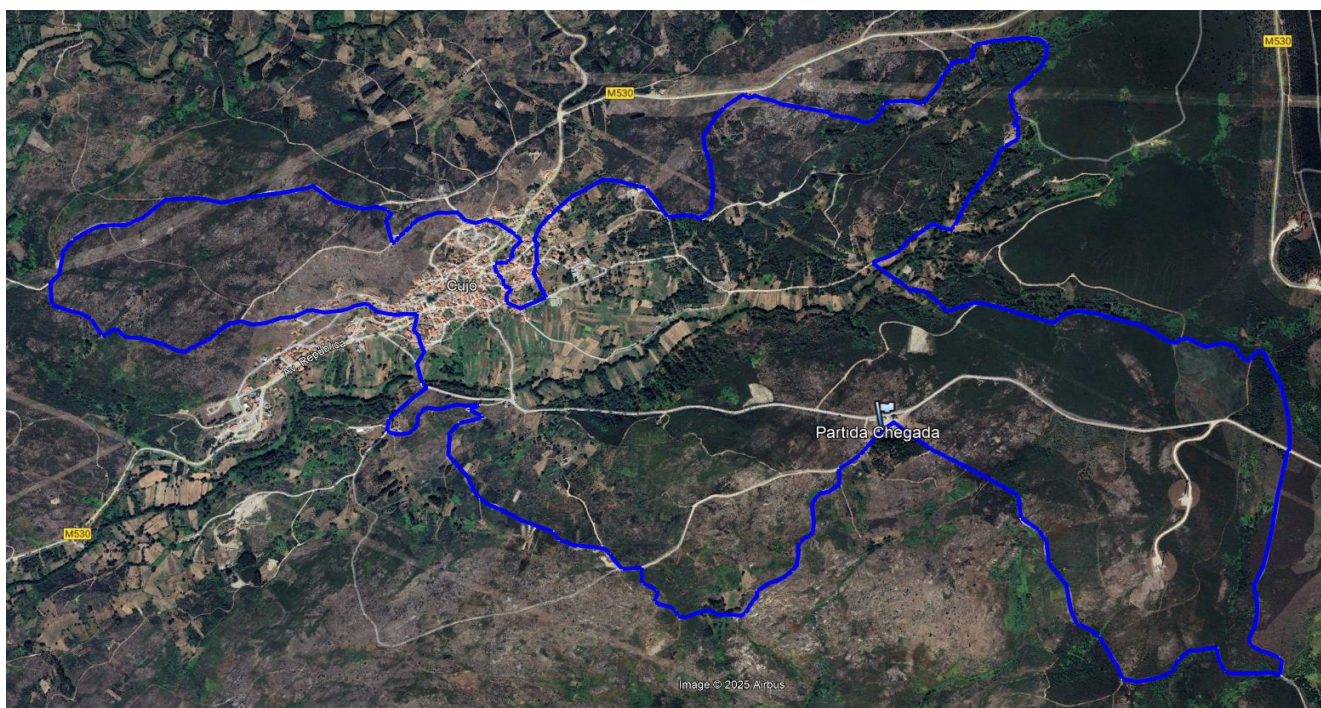 M530
M530
Cujó
Av. República
Partida Chegada
M530
Image © 2025 Airbus